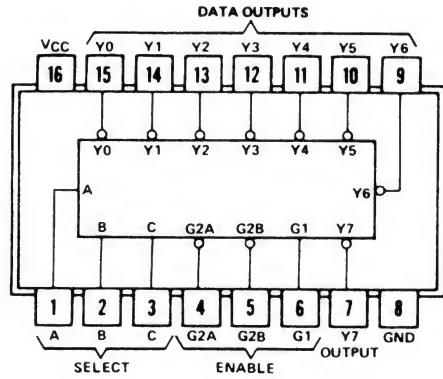 DATA OUTPUTS
VCC Y0 Y1 Y2 Y3 Y4 Y5 Y6
16 15 14 13 12 11 10 9
Y0 Y1 Y2 Y3 Y4 Y5
A Y6
B C G2A G2B G1 Y7
1 2 3 4 5 6 7 8
A B C G2A G2B G1 Y7 GND
SELECT ENABLE OUTPUT